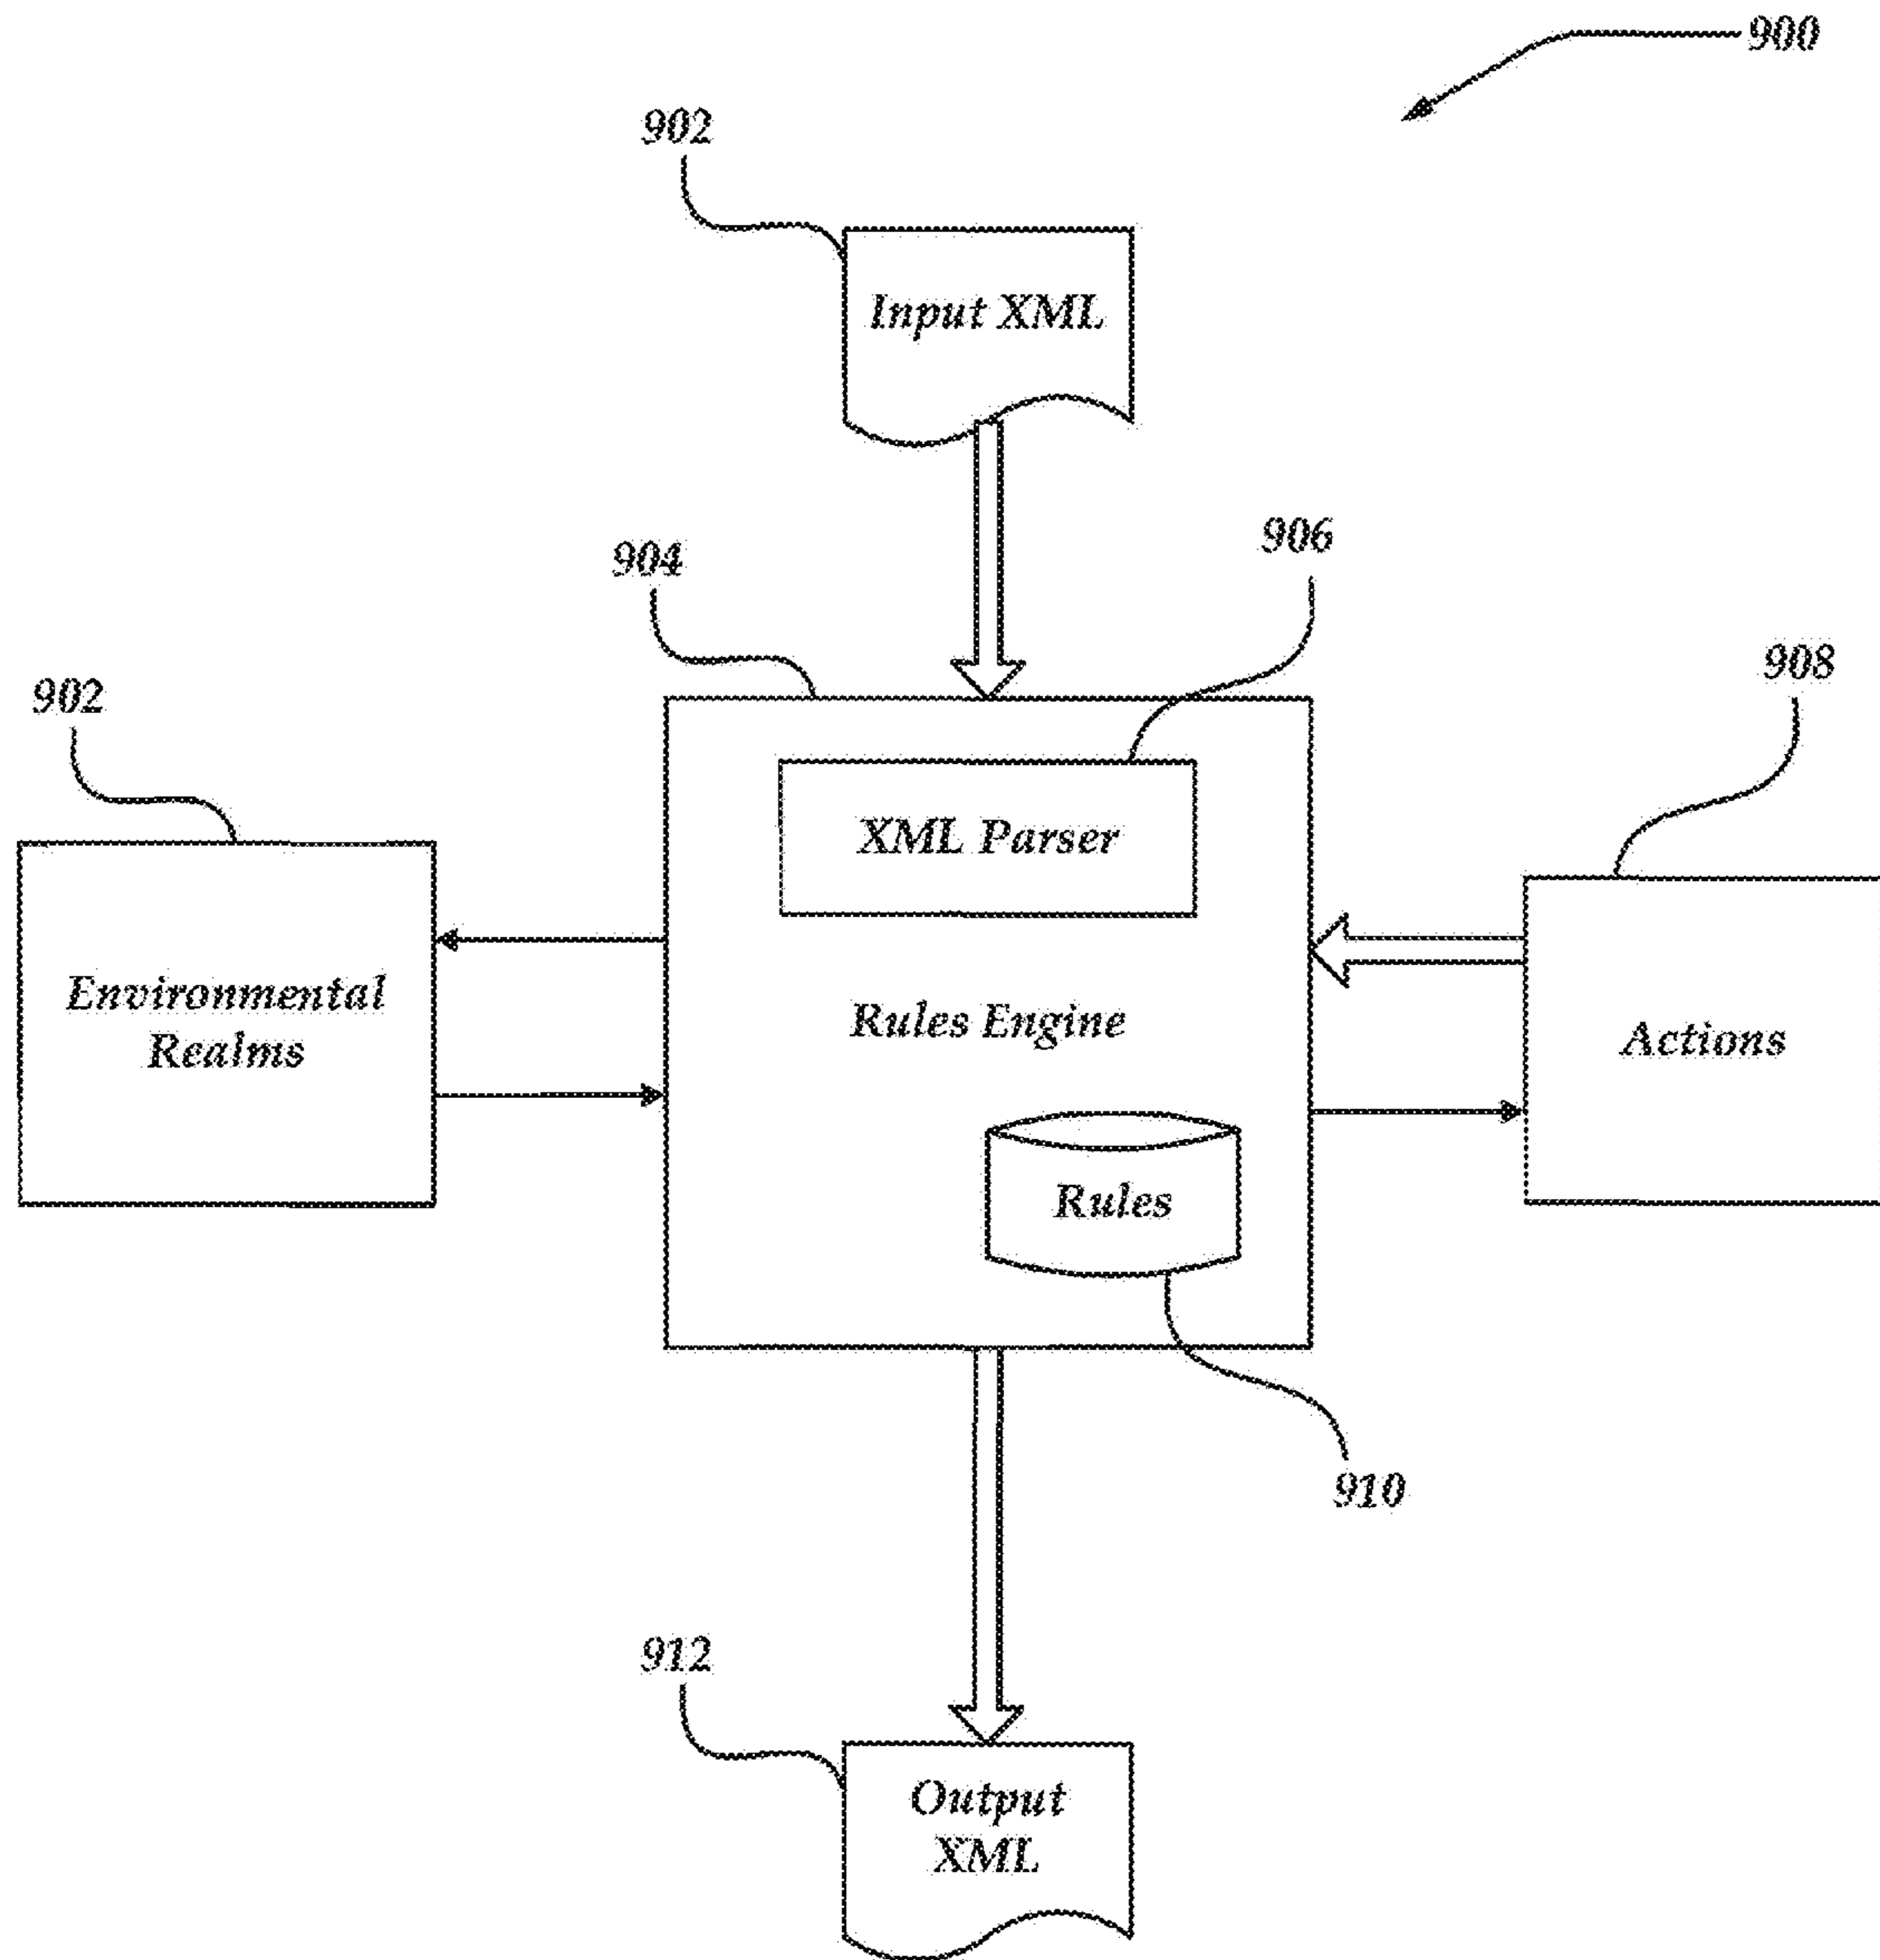 900
902
Input XML
904
906
902
908
XML Parser
Environmental
Realms
Rules Engine
Actions
Rules
910
912
Output
XML